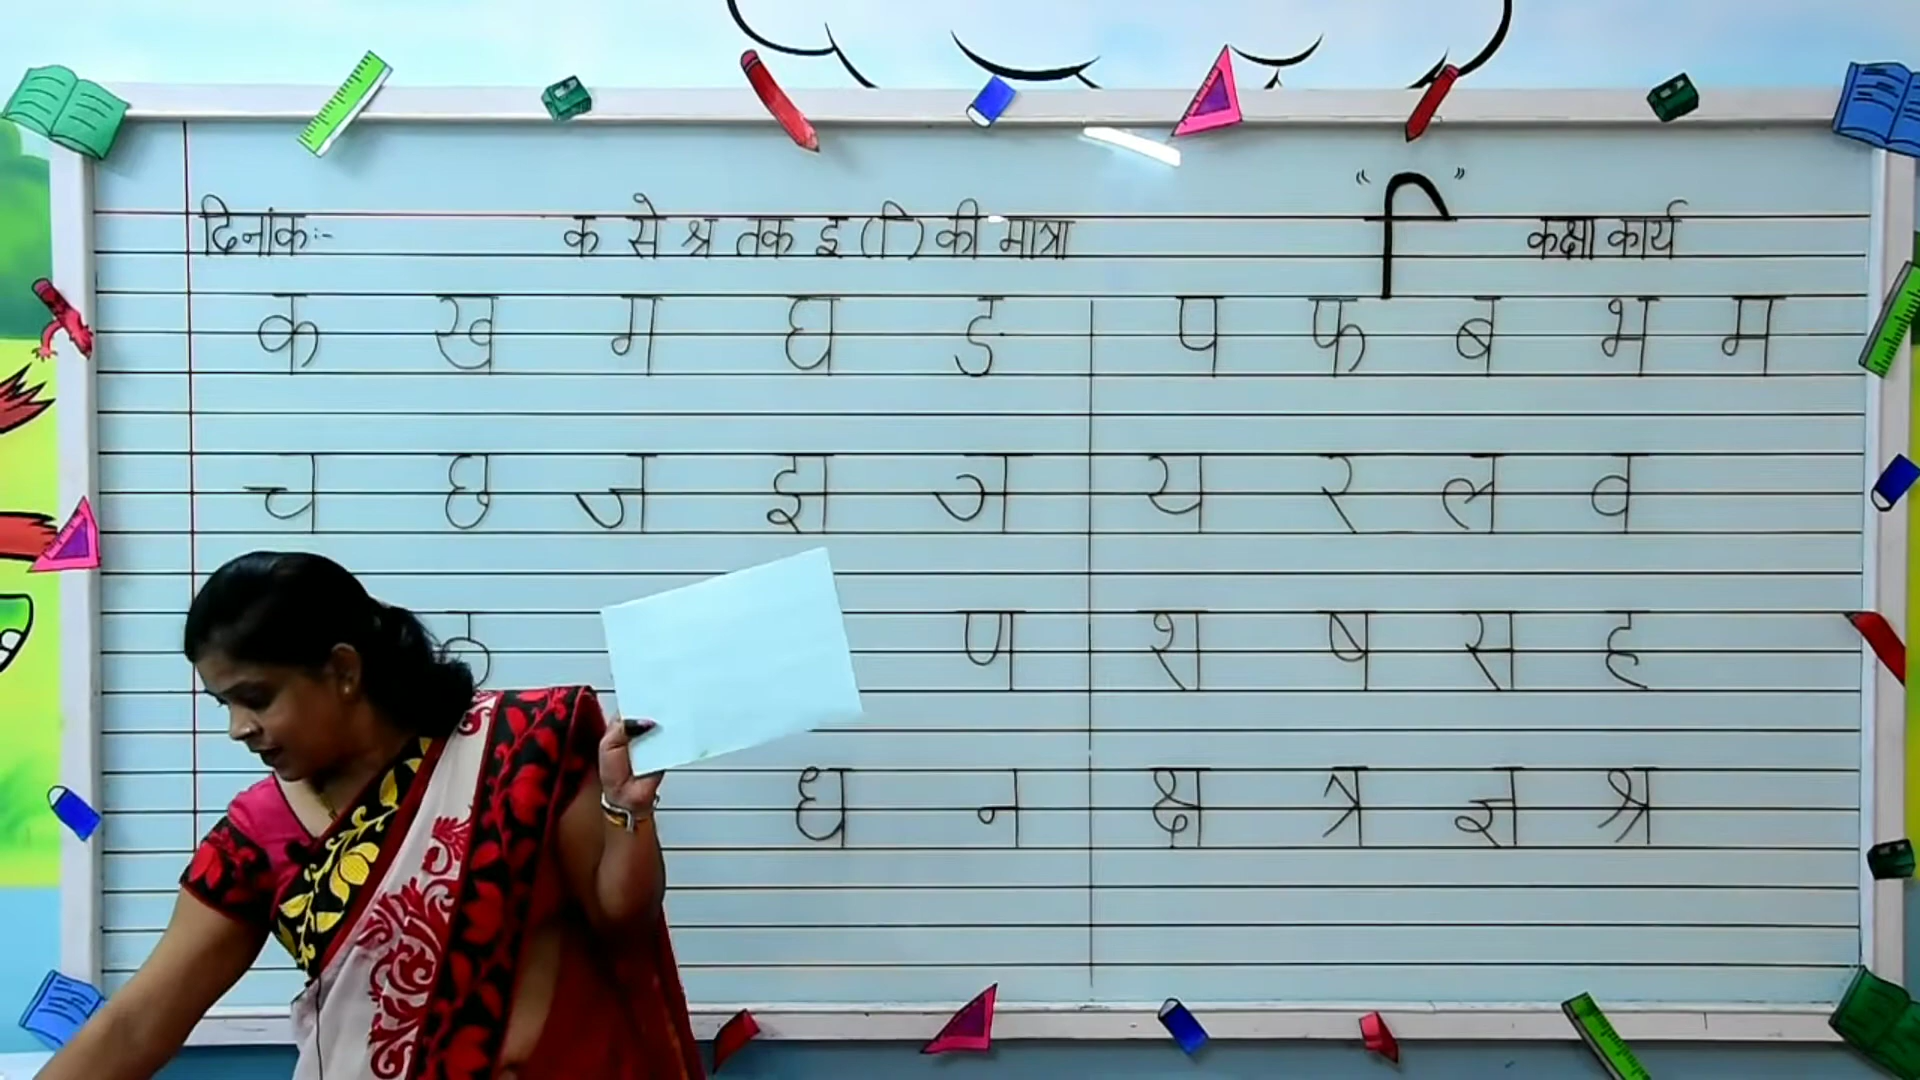 दिनांक:- क से श्र तक इ (ि) की मात्रा “ि” कक्षा कार्य
क ख ग घ ङ प फ ब भ म
च छ ज झ ञ य र ल व
ण श ष स ह
ध न क्ष त्र ज्ञ श्र